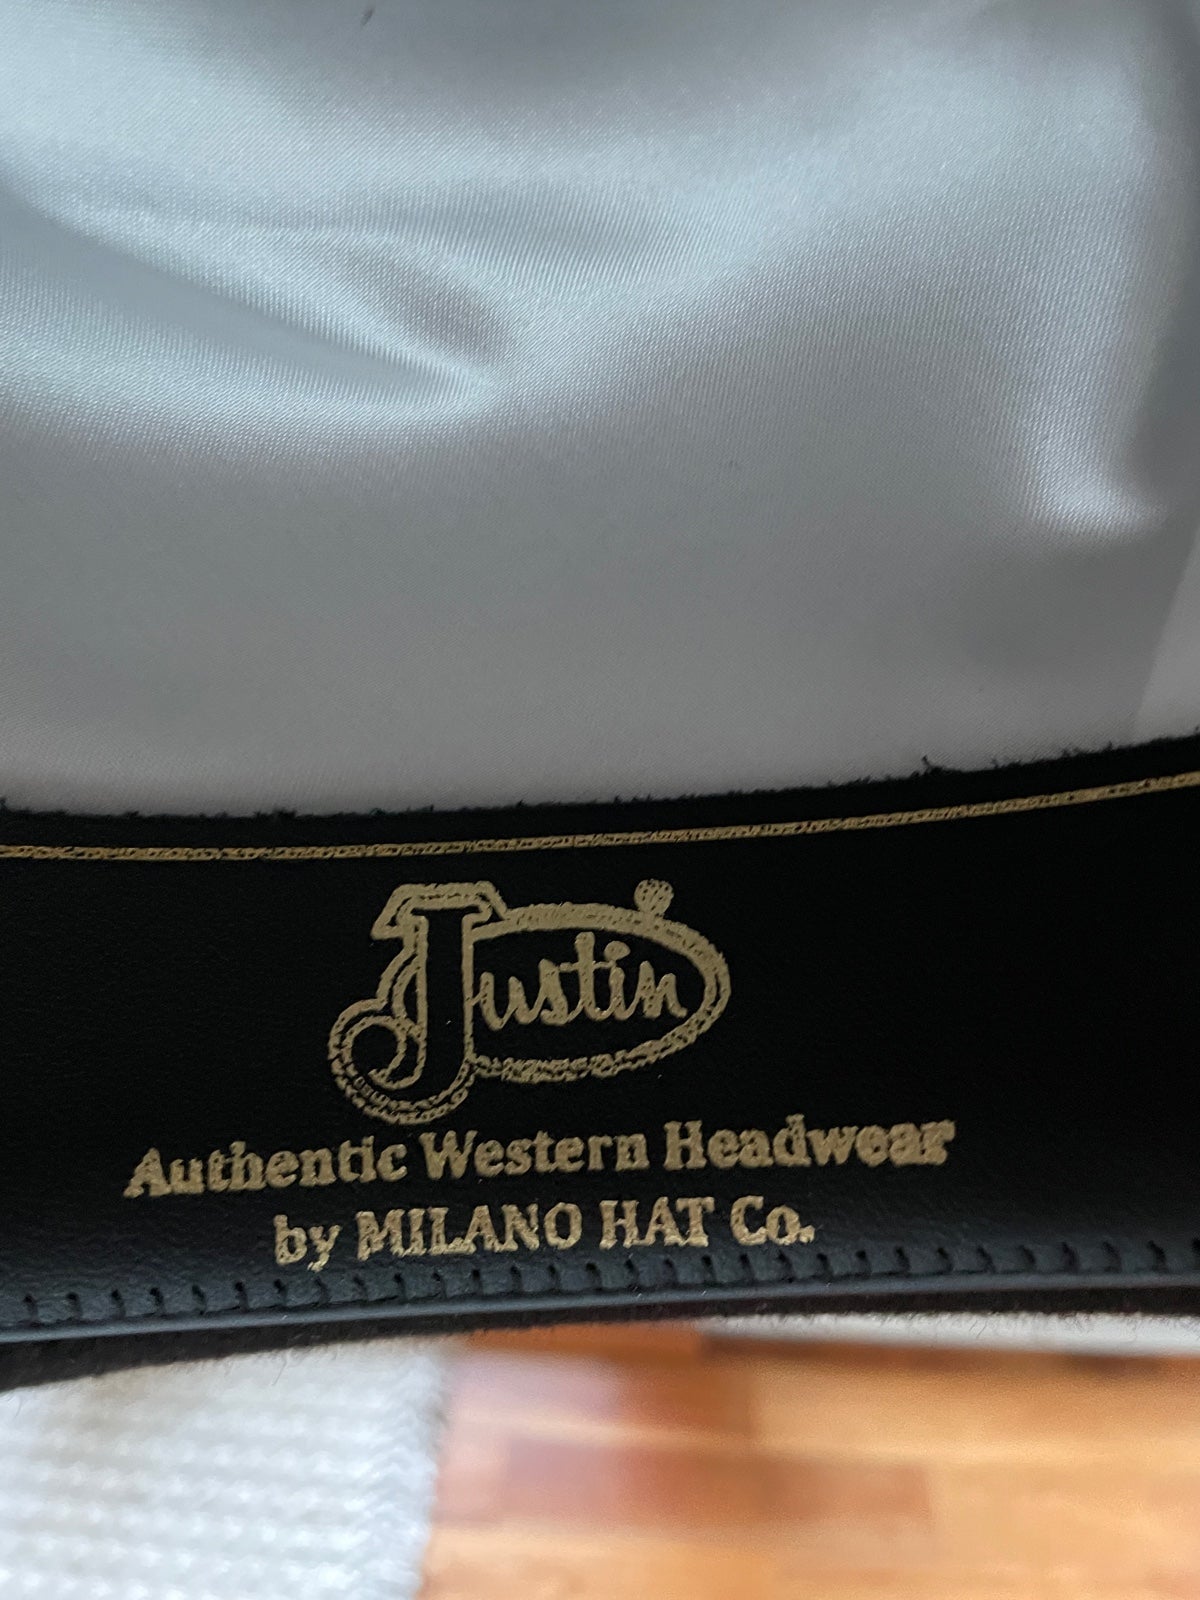 Justin
Authentic Western Headwear
by MILANO HAT Co.